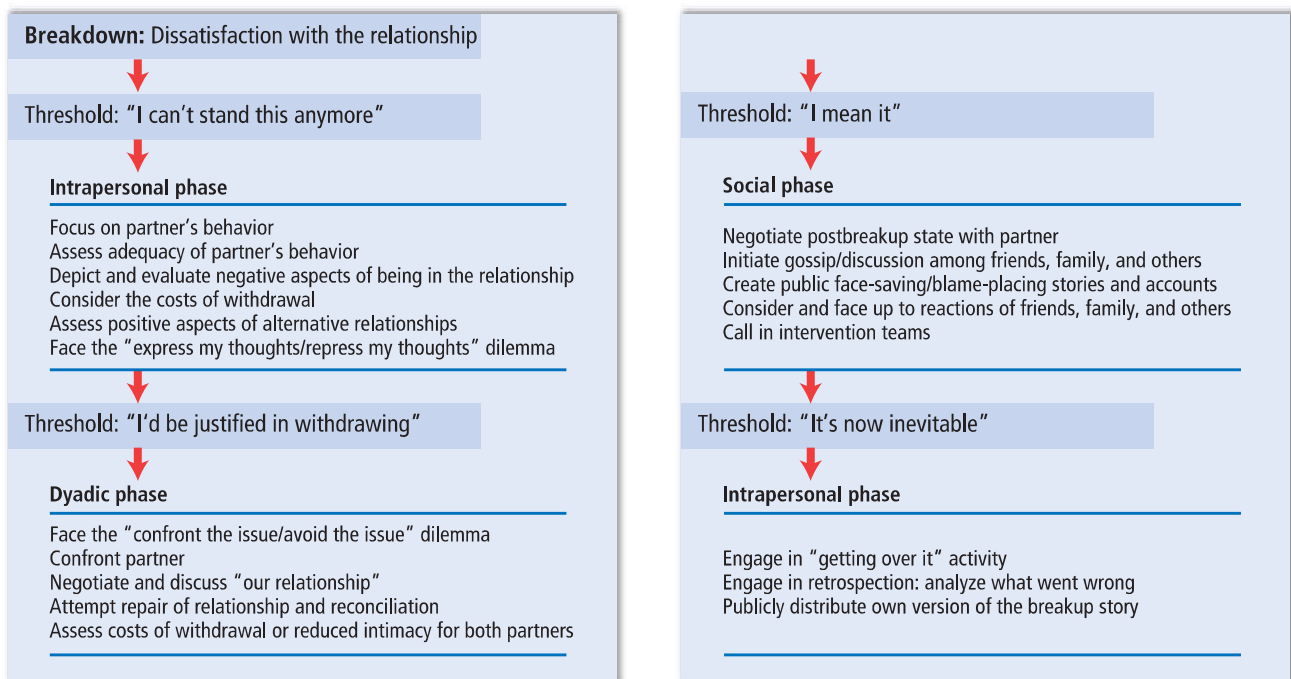 Breakdown: Dissatisfaction with the relationship
Threshold: “I can’t stand this anymore”
Intrapersonal phase
Focus on partner’s behavior
Assess adequacy of partner’s behavior
Depict and evaluate negative aspects of being in the relationship
Consider the costs of withdrawal
Assess positive aspects of alternative relationships
Face the “express my thoughts/repress my thoughts” dilemma
Threshold: “I’d be justified in withdrawing”
Dyadic phase
Face the “confront the issue/avoid the issue” dilemma
Confront partner
Negotiate and discuss “our relationship”
Attempt repair of relationship and reconciliation
Assess costs of withdrawal or reduced intimacy for both partners
Threshold: “I mean it”
Social phase
Negotiate postbreakup state with partner
Initiate gossip/discussion among friends, family, and others
Create public face-saving/blame-placing stories and accounts
Consider and face up to reactions of friends, family, and others
Call in intervention teams
Threshold: “It’s now inevitable”
Intrapersonal phase
Engage in “getting over it” activity
Engage in retrospection: analyze what went wrong
Publicly distribute own version of the breakup story